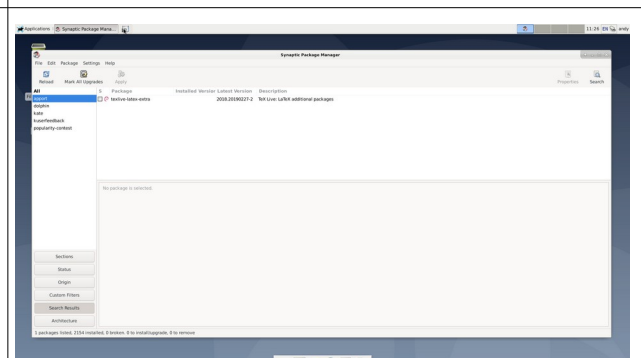 Applications
Synaptic Package Mana...
11:26 EN andy
Synaptic Package Manager
File Edit Package Settings Help
Reload Mark All Upgrades Apply Properties Search
All
apport
dolphin
kate
kuserfeedback
popularity-contest
S Package Installed Version Latest Version Description
texlive-latex-extra 2018.20190227-2 TeX Live: LaTeX additional packages
No package is selected.
Sections
Status
Origin
Custom Filters
Search Results
Architecture
1 packages listed, 2154 installed, 0 broken. 0 to install/upgrade, 0 to remove